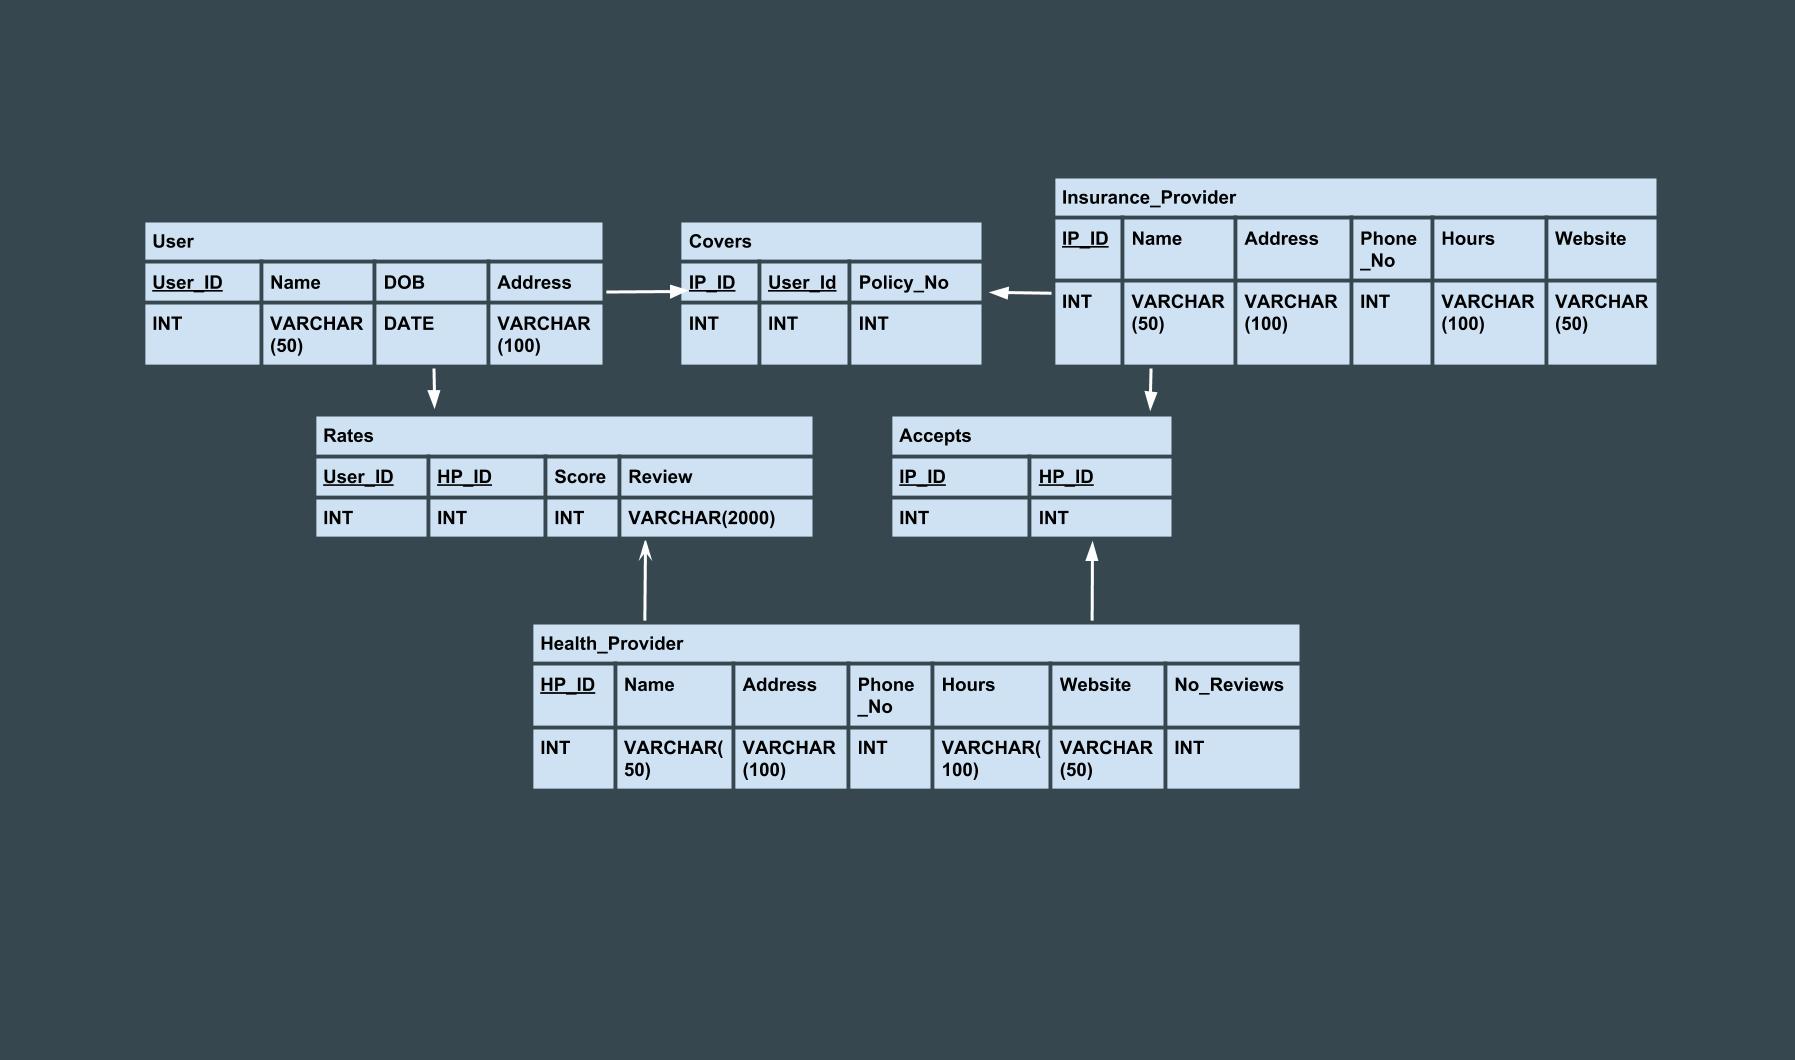 Insurance_Provider
IP_ID Name Address Phone Hours Website
_No
INT VARCHAR VARCHAR INT VARCHAR VARCHAR
(50) (100) (100) (50)
User
User_ID Name DOB Address
INT VARCHAR DATE VARCHAR
(50) (100)
Covers
IP_ID User_Id Policy_No
INT INT INT
Rates
User_ID HP_ID Score Review
INT INT INT VARCHAR(2000)
Accepts
IP_ID HP_ID
INT INT
Health_Provider
HP_ID Name Address Phone Hours Website No_Reviews
_No
INT VARCHAR( VARCHAR INT VARCHAR( VARCHAR INT
50) (100) 100) (50)